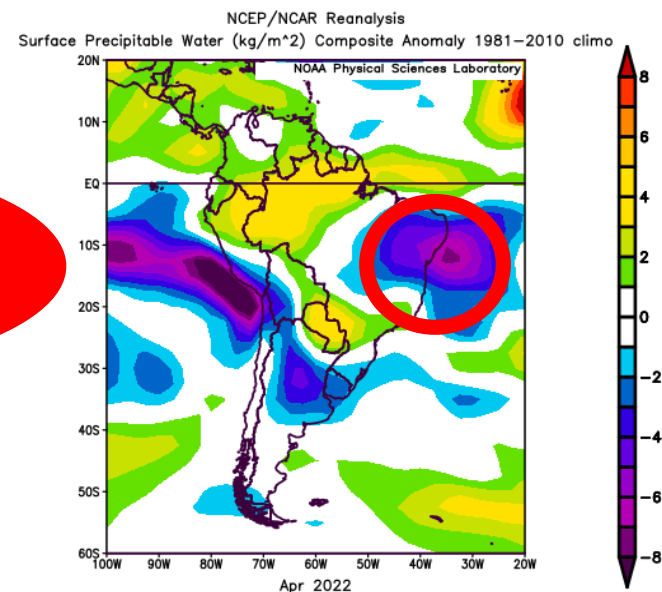 NCEP/NCAR Reanalysis
Surface Precipitable Water (kg/m^2) Composite Anomaly 1981-2010 climo
NOAA Physical Sciences Laboratory
20N
10N
EQ
10S
20S
30S
40S
50S
60S
100W 90W 80W 70W 60W 50W 40W 30W 20W
Apr 2022
8
6
4
2
0
-2
-4
-6
-8